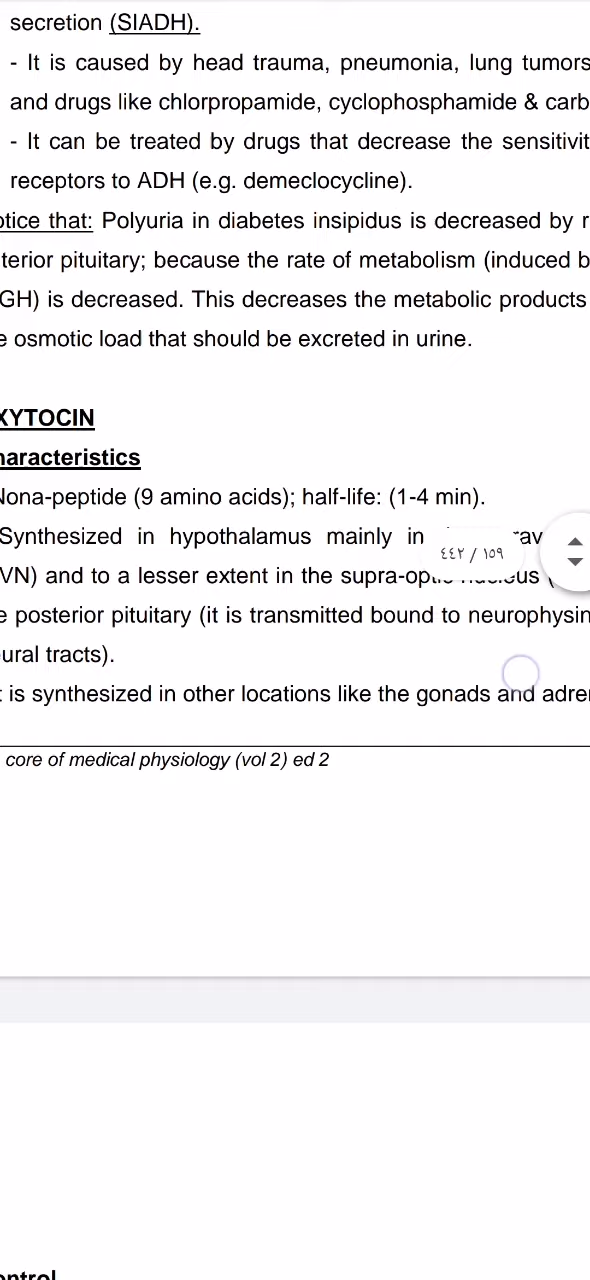 secretion (SIADH).
- It is caused by head trauma, pneumonia, lung tumors
and drugs like chlorpropamide, cyclophosphamide & carb
- It can be treated by drugs that decrease the sensitivit
receptors to ADH (e.g. demeclocycline).
otice that: Polyuria in diabetes insipidus is decreased by r
terior pituitary; because the rate of metabolism (induced b
GH) is decreased. This decreases the metabolic products
e osmotic load that should be excreted in urine.
XYTOCIN
haracteristics
Nona-peptide (9 amino acids); half-life: (1-4 min).
Synthesized in hypothalamus mainly in rav
٤٤٢ / ١٥٩
VN) and to a lesser extent in the supra-optic nucleus (
e posterior pituitary (it is transmitted bound to neurophysin
ural tracts).
t is synthesized in other locations like the gonads and adre
core of medical physiology (vol 2) ed 2
ontrol